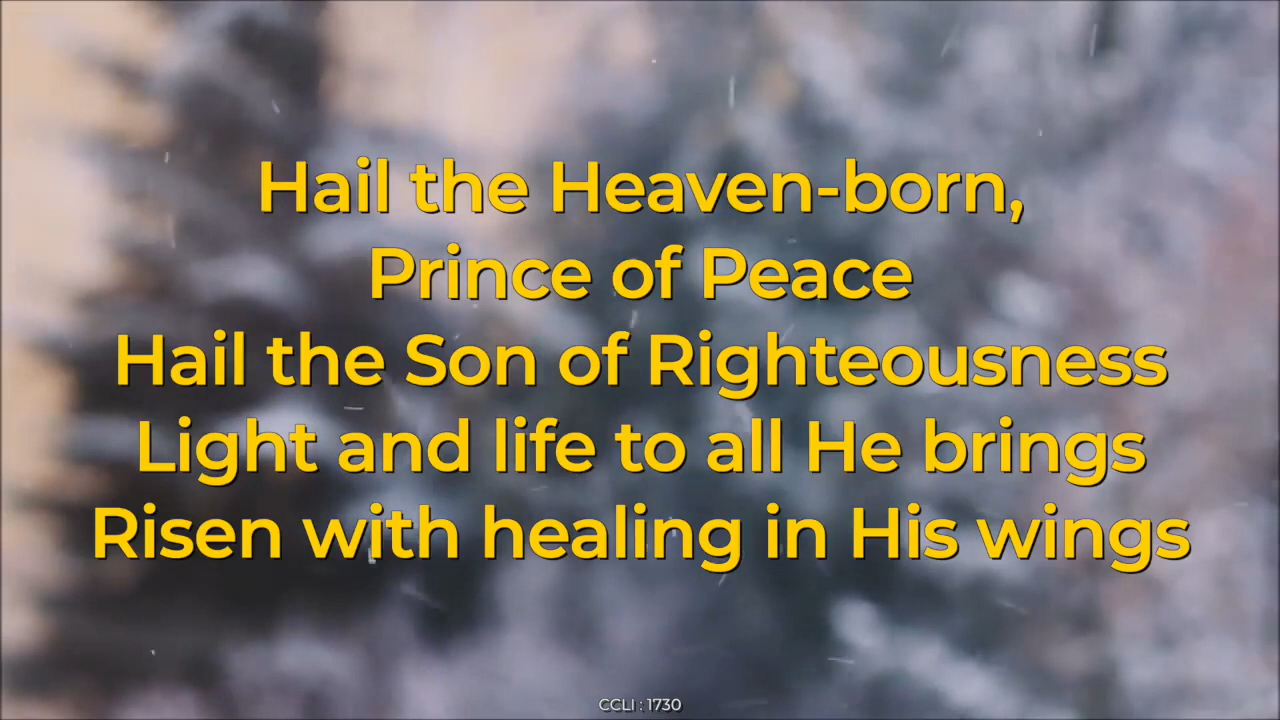 Hail the Heaven-born,
Prince of Peace
Hail the Son of Righteousness
Light and life to all He brings
Risen with healing in His wings
CCLI : 1730